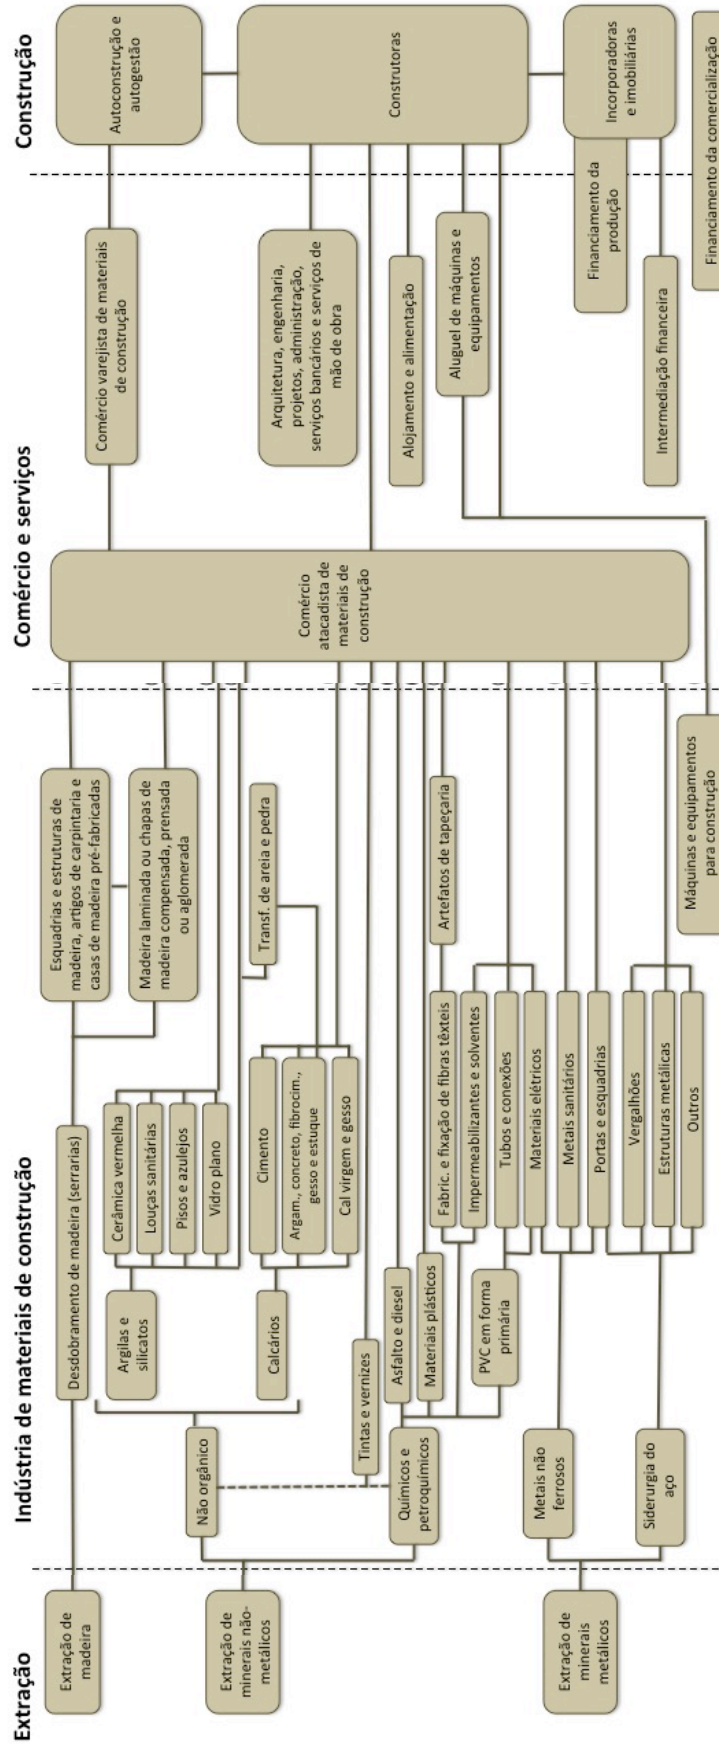 Extração
Indústria de materiais de construção
Comércio e serviços
Construção
Extração de
madeira
Extração de
minerais não-
metálicos
Extração de
minerais
metálicos
Desdobramento de madeira (serrarias)
Não orgânico
Químicos e
petroquímicos
Metais não
ferrosos
Siderurgia do
aço
Argilas e
silicatos
Calcários
Tintas e vernizes
Asfalto e diesel
Materiais plásticos
PVC em forma
primária
Cerâmica vermelha
Louças sanitárias
Pisos e azulejos
Vidro plano
Cimento
Argam., concreto, fibrocim.,
gesso e estuque
Cal virgem e gesso
Fabric. e fixação de fibras têxteis
Impermeabilizantes e solventes
Tubos e conexões
Materiais elétricos
Metais sanitários
Portas e esquadrias
Vergalhões
Estruturas metálicas
Outros
Esquadrias e estruturas de
madeira, artigos de carpintaria e
casas de madeira pré-fabricadas
Madeira laminada ou chapas de
madeira compensada, prensada
ou aglomerada
Transf. de areia e pedra
Artefatos de tapeçaria
Máquinas e equipamentos
para construção
Comércio
atacadista de
materiais de
construção
Comércio varejista de materiais
de construção
Arquitetura, engenharia,
projetos, administração,
serviços bancários e serviços de
mão de obra
Alojamento e alimentação
Aluguel de máquinas e
equipamentos
Financiamento da
produção
Intermediação financeira
Financiamento da comercialização
Autoconstrução e
autogestão
Construtoras
Incorporadoras
e imobiliárias